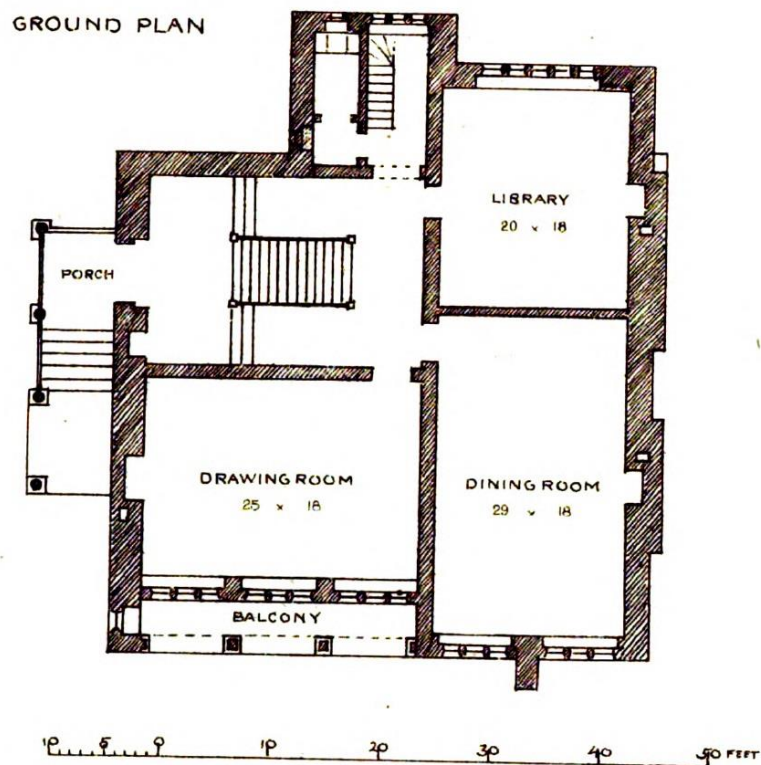 GROUND PLAN
LIBRARY
20 x 18
PORCH
DRAWING ROOM
25 x 18
DINING ROOM
29 x 18
BALCONY
10 5 0 10 20 30 40 50 FEET